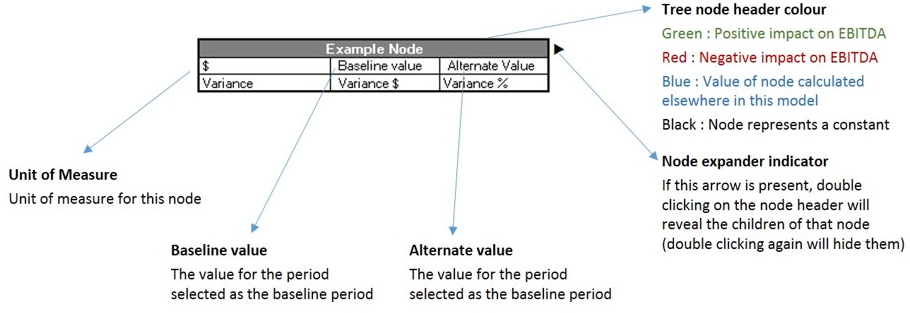 Tree node header colour
Green : Positive impact on EBITDA
Red : Negative impact on EBITDA
Blue : Value of node calculated
elsewhere in this model
Black : Node represents a constant
Example Node
$ Baseline value Alternate Value
Variance Variance $ Variance %
Node expander indicator
If this arrow is present, double
clicking on the node header will
reveal the children of that node
(double clicking again will hide them)
Unit of Measure
Unit of measure for this node
Baseline value
The value for the period
selected as the baseline period
Alternate value
The value for the period
selected as the baseline period